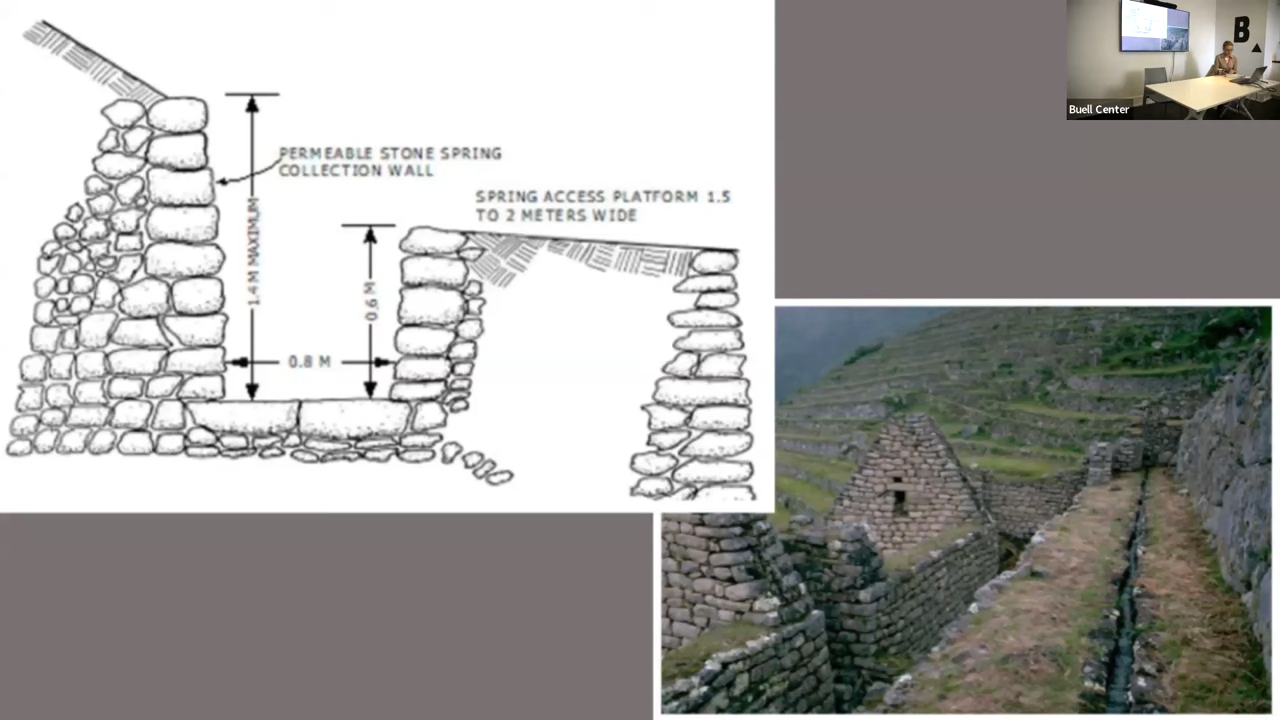 PERMEABLE STONE SPRING
COLLECTION WALL
SPRING ACCESS PLATFORM 1.5
TO 2 METERS WIDE
1.4 M MAXIMUM
0.6 M
0.8 M
B
Buell Center